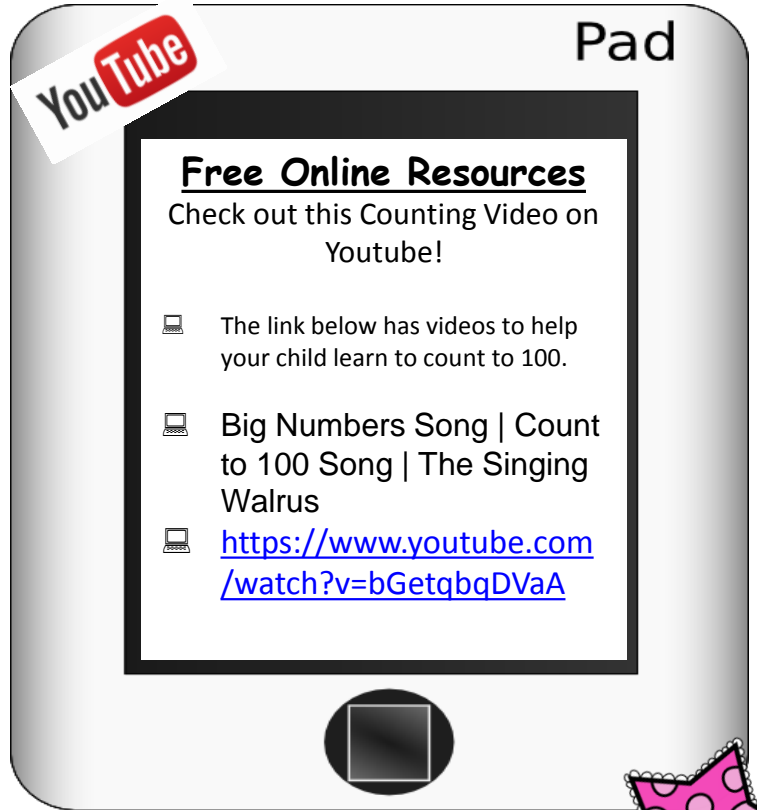 YouTube
Pad
Free Online Resources
Check out this Counting Video on
Youtube!
The link below has videos to help
your child learn to count to 100.
Big Numbers Song | Count
to 100 Song | The Singing
Walrus
https://www.youtube.com
/watch?v=bGetqbqDVaA